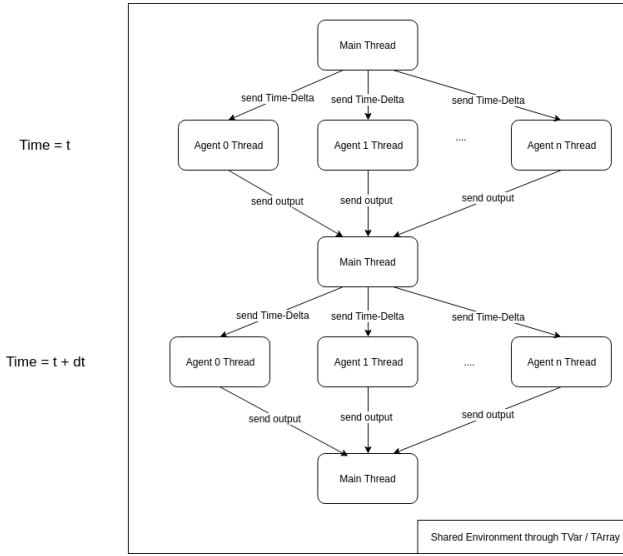 Main Thread
send Time-Delta
send Time-Delta
send Time-Delta
Time = t
Agent 0 Thread
Agent 1 Thread
....
Agent n Thread
send output
send output
send output
Main Thread
send Time-Delta
send Time-Delta
send Time-Delta
Time = t + dt
Agent 0 Thread
Agent 1 Thread
....
Agent n Thread
send output
send output
send output
Main Thread
Shared Environment through TVar / TArray